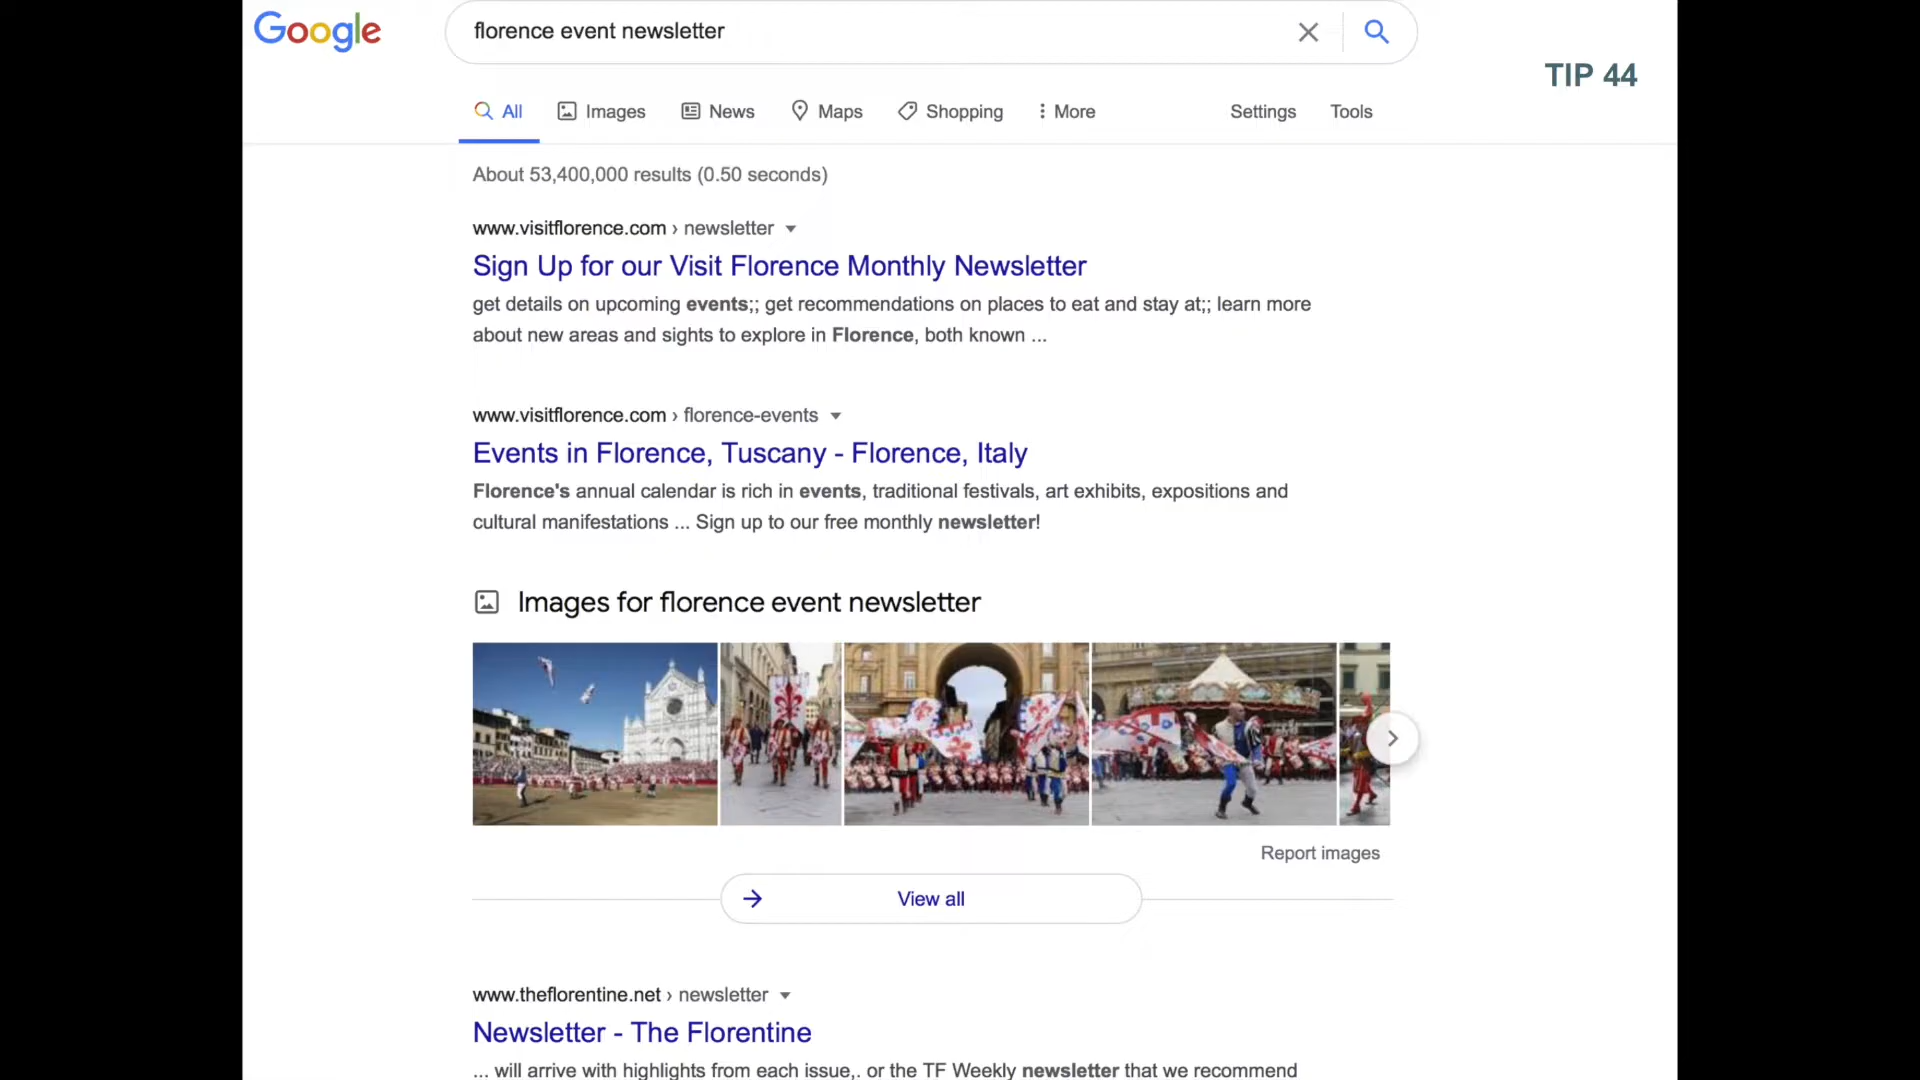 Google
florence event newsletter
TIP 44
All
Images
News
Maps
Shopping
More
Settings
Tools
About 53,400,000 results (0.50 seconds)
www.visitflorence.com › newsletter
Sign Up for our Visit Florence Monthly Newsletter
get details on upcoming events;; get recommendations on places to eat and stay at;; learn more
about new areas and sights to explore in Florence, both known ...
www.visitflorence.com › florence-events
Events in Florence, Tuscany - Florence, Italy
Florence's annual calendar is rich in events, traditional festivals, art exhibits, expositions and
cultural manifestations ... Sign up to our free monthly newsletter!
Images for florence event newsletter
Report images
View all
www.theflorentine.net › newsletter
Newsletter - The Florentine
... will arrive with highlights from each issue,. or the TF Weekly newsletter that we recommend